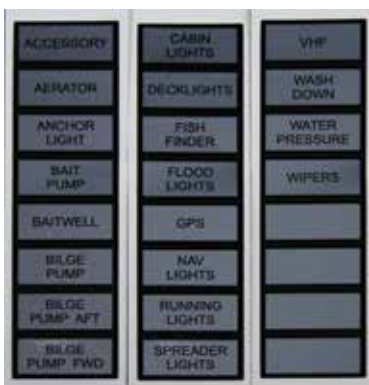 ACCESSORY
AERATOR
ANCHOR
LIGHT
BAIT
PUMP
BAITWELL
BILGE
PUMP
BILGE
PUMP AFT
BILGE
PUMP FWD
CABIN
LIGHTS
DECKLIGHTS
FISH
FINDER
FLOOD
LIGHTS
GPS
NAV
LIGHTS
RUNNING
LIGHTS
SPREADER
LIGHTS
VHF
WASH
DOWN
WATER
PRESSURE
WIPERS